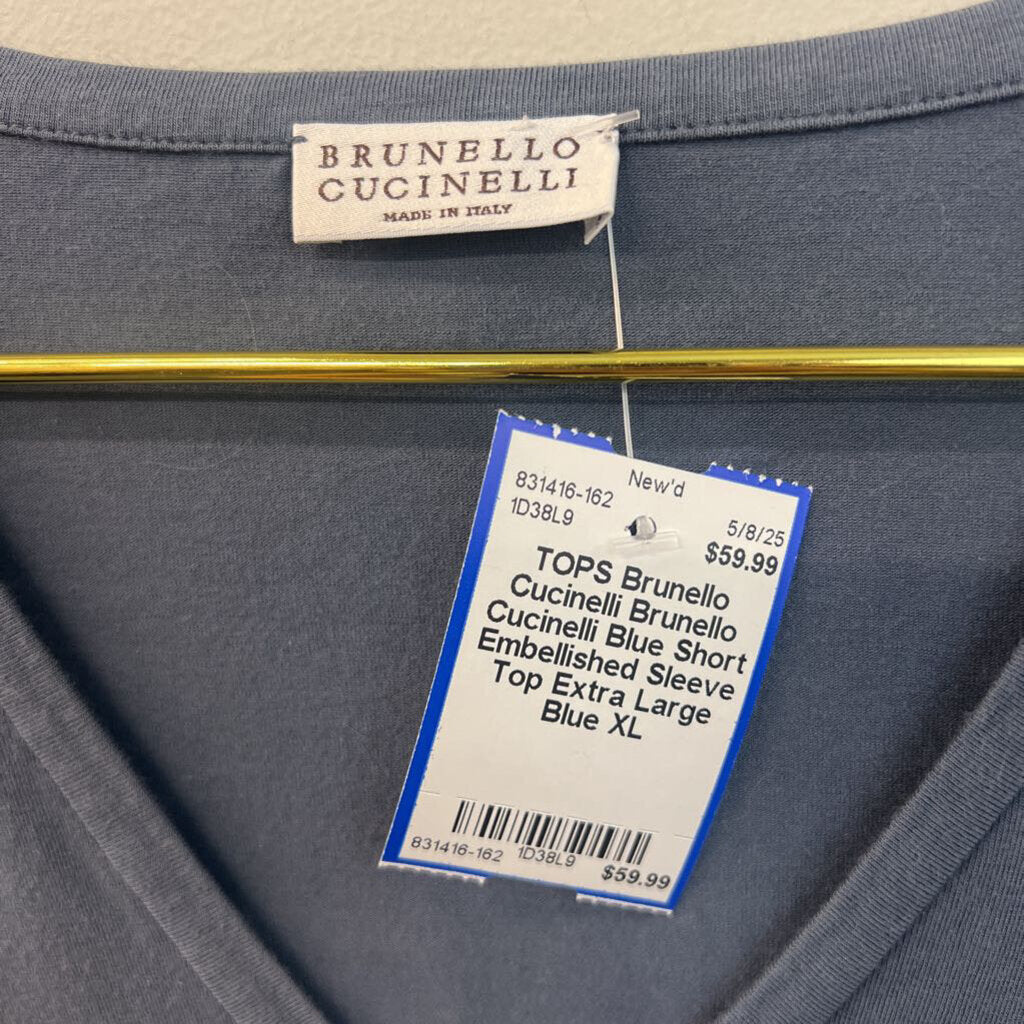 BRUNELLO
CUCINELLI
MADE IN ITALY
831416-162 New'd
1D38L9 5/8/25
$59.99
TOPS Brunello
Cucinelli Brunello
Cucinelli Blue Short
Embellished Sleeve
Top Extra Large
Blue XL
831416-162 1D38L9 $59.99